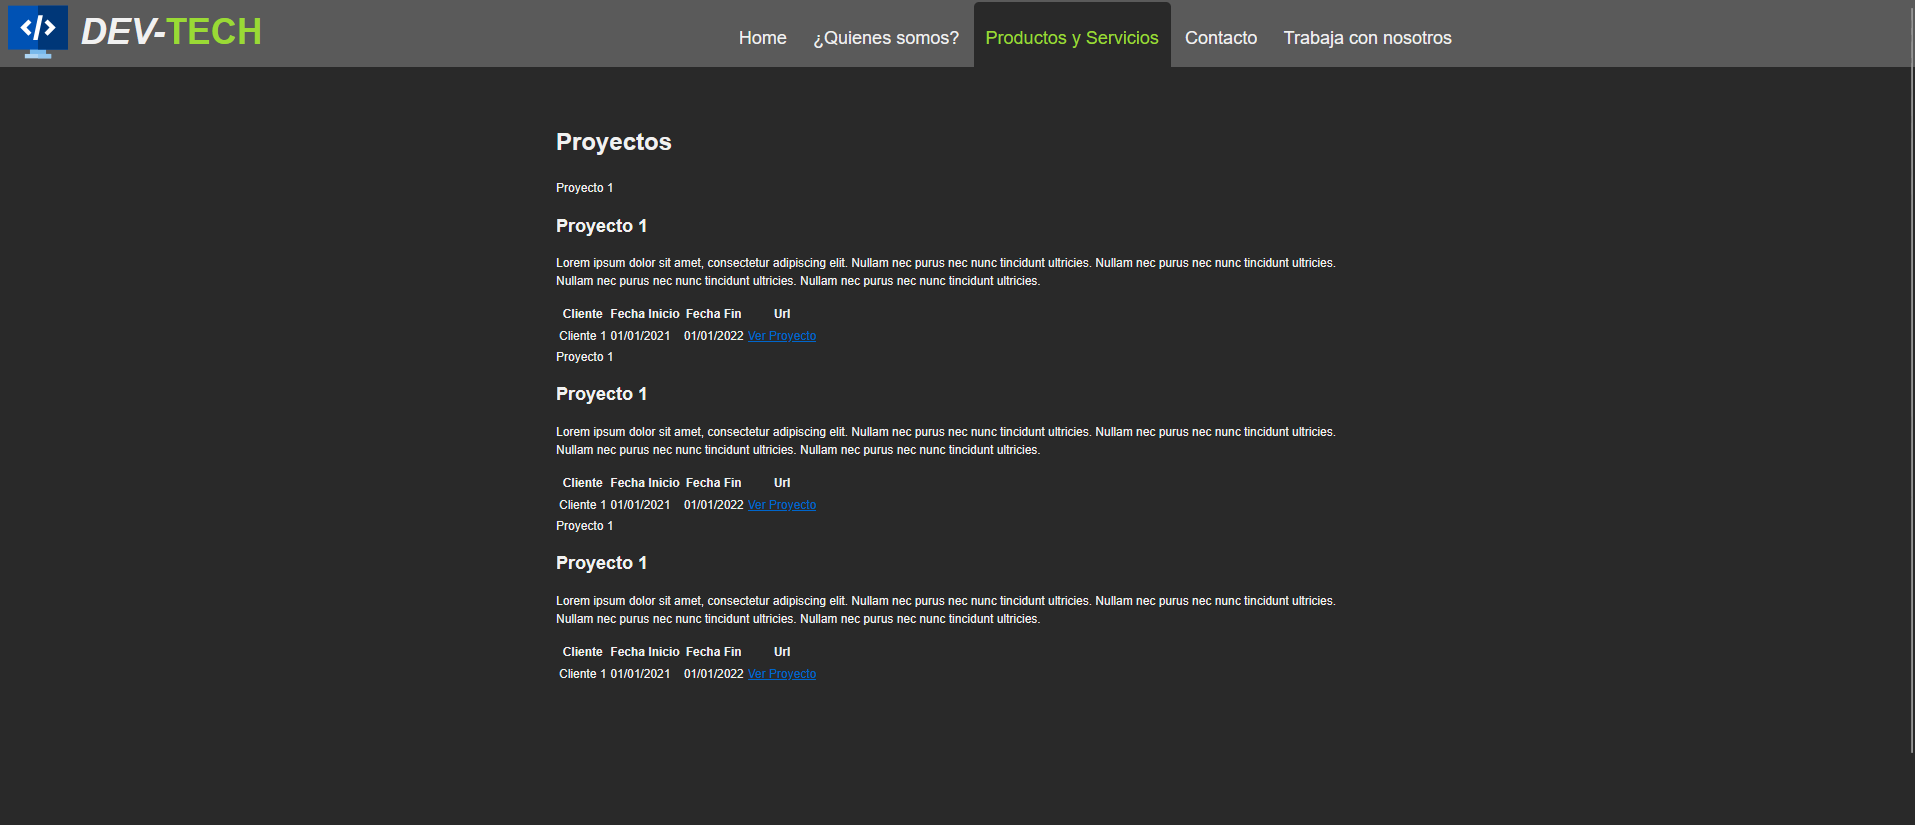 </> DEV-TECH
Home ¿Quienes somos? Productos y Servicios Contacto Trabaja con nosotros
Proyectos
Proyecto 1
Proyecto 1
Lorem ipsum dolor sit amet, consectetur adipiscing elit. Nullam nec purus nec nunc tincidunt ultricies. Nullam nec purus nec nunc tincidunt ultricies.
Nullam nec purus nec nunc tincidunt ultricies. Nullam nec purus nec nunc tincidunt ultricies.
Cliente Fecha Inicio Fecha Fin Url
Cliente 1 01/01/2021 01/01/2022 Ver Proyecto
Proyecto 1
Proyecto 1
Lorem ipsum dolor sit amet, consectetur adipiscing elit. Nullam nec purus nec nunc tincidunt ultricies. Nullam nec purus nec nunc tincidunt ultricies.
Nullam nec purus nec nunc tincidunt ultricies. Nullam nec purus nec nunc tincidunt ultricies.
Cliente Fecha Inicio Fecha Fin Url
Cliente 1 01/01/2021 01/01/2022 Ver Proyecto
Proyecto 1
Proyecto 1
Lorem ipsum dolor sit amet, consectetur adipiscing elit. Nullam nec purus nec nunc tincidunt ultricies. Nullam nec purus nec nunc tincidunt ultricies.
Nullam nec purus nec nunc tincidunt ultricies. Nullam nec purus nec nunc tincidunt ultricies.
Cliente Fecha Inicio Fecha Fin Url
Cliente 1 01/01/2021 01/01/2022 Ver Proyecto